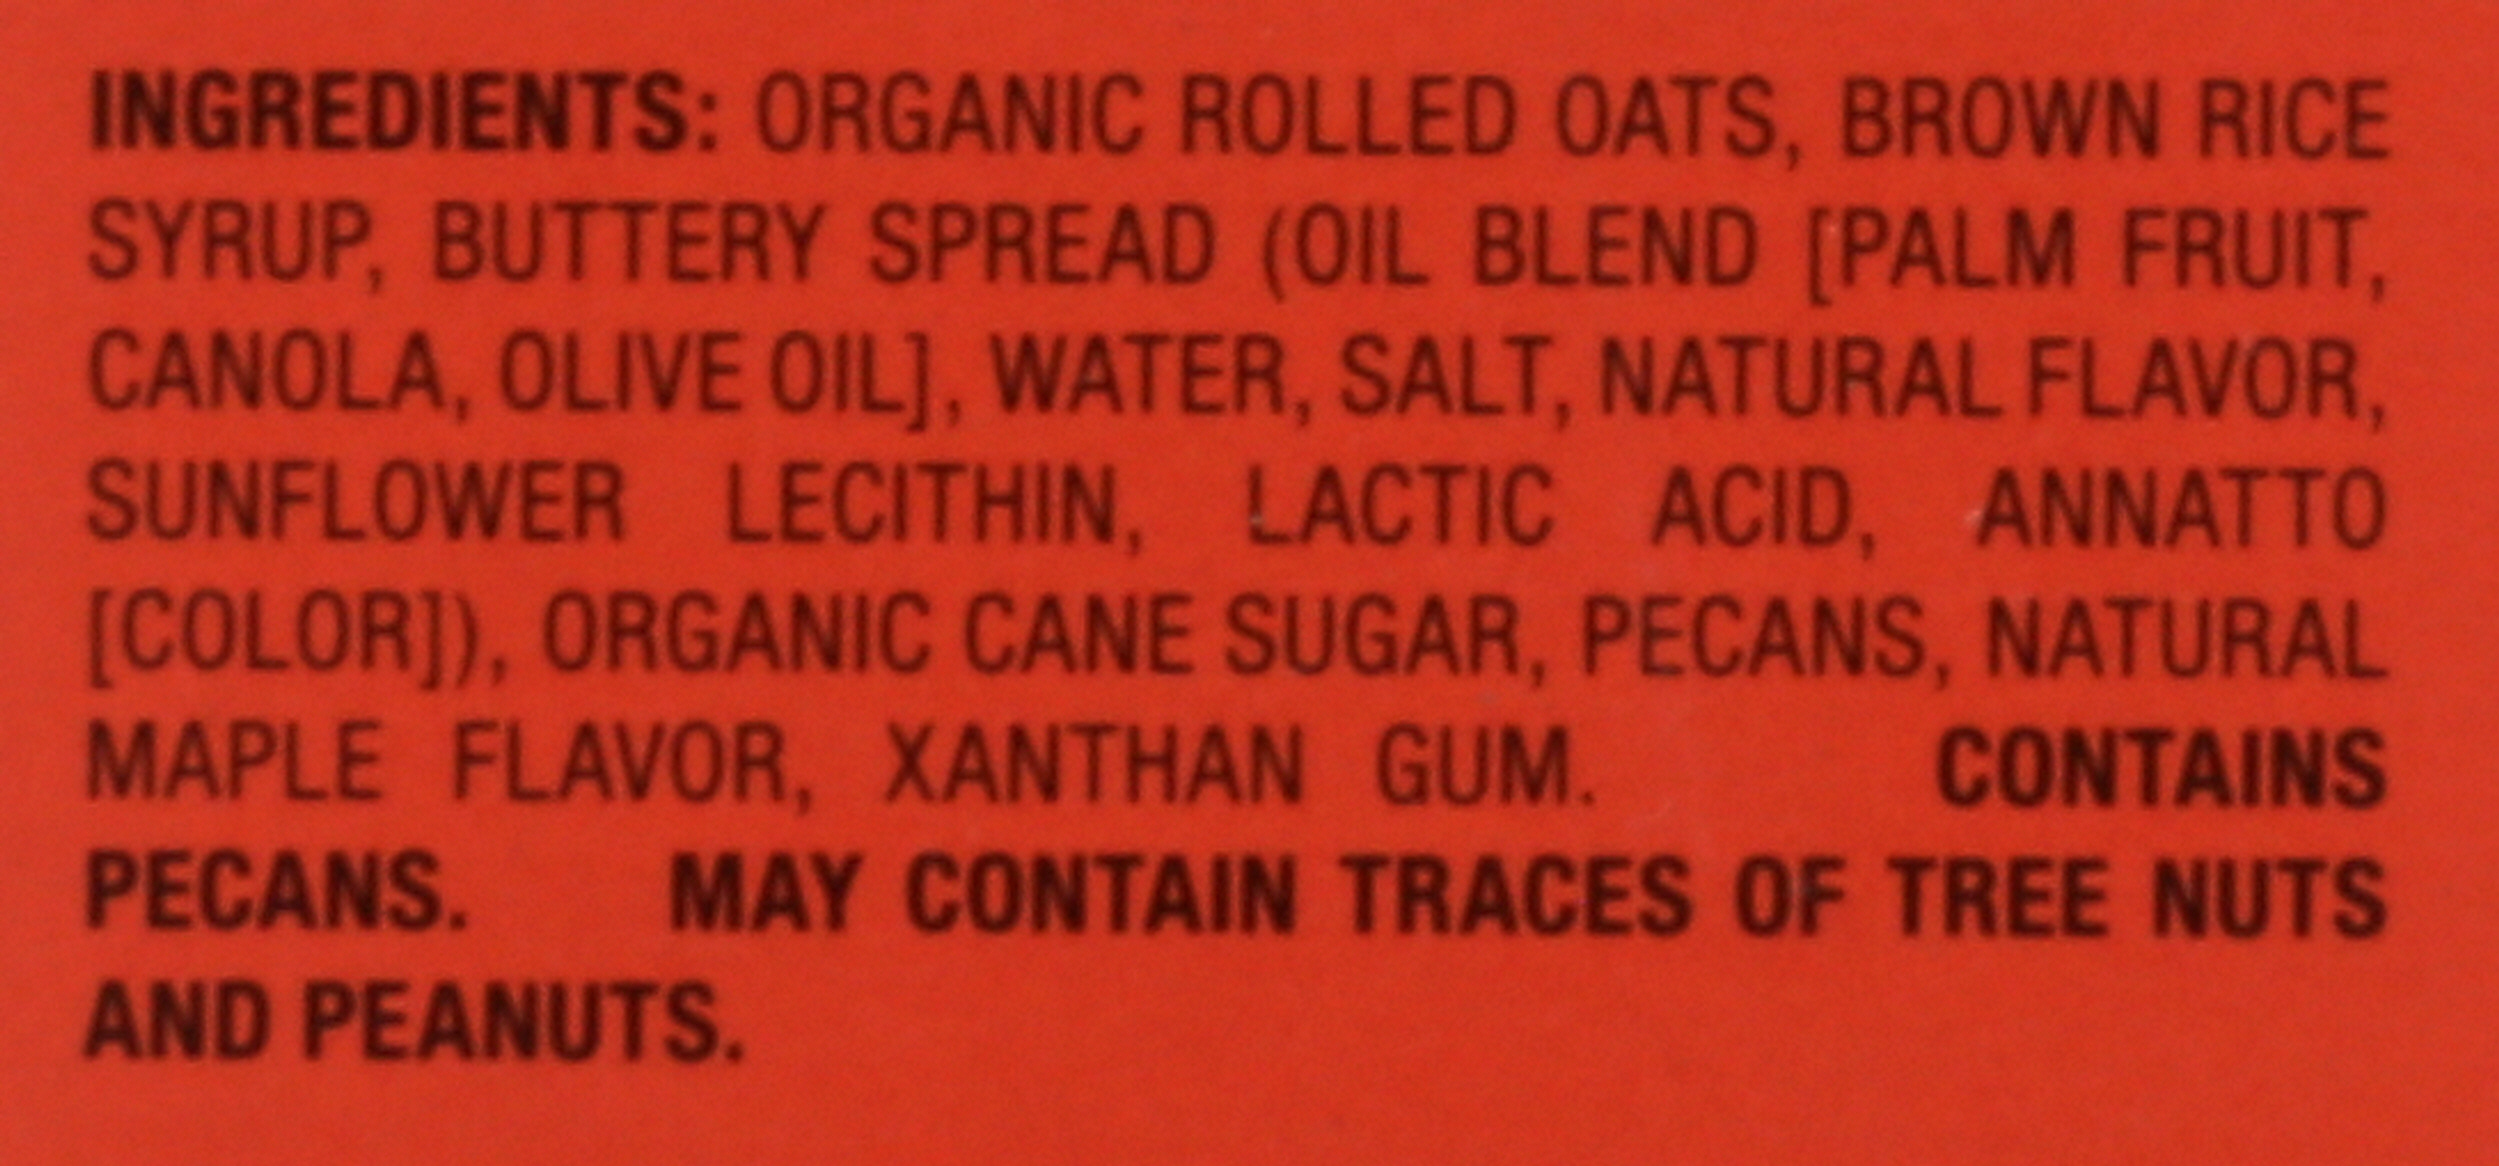 INGREDIENTS: ORGANIC ROLLED OATS, BROWN RICE
SYRUP, BUTTERY SPREAD (OIL BLEND [PALM FRUIT,
CANOLA, OLIVE OIL], WATER, SALT, NATURAL FLAVOR,
SUNFLOWER LECITHIN, LACTIC ACID, ANNATTO
[COLOR]), ORGANIC CANE SUGAR, PECANS, NATURAL
MAPLE FLAVOR, XANTHAN GUM. CONTAINS
PECANS. MAY CONTAIN TRACES OF TREE NUTS
AND PEANUTS.